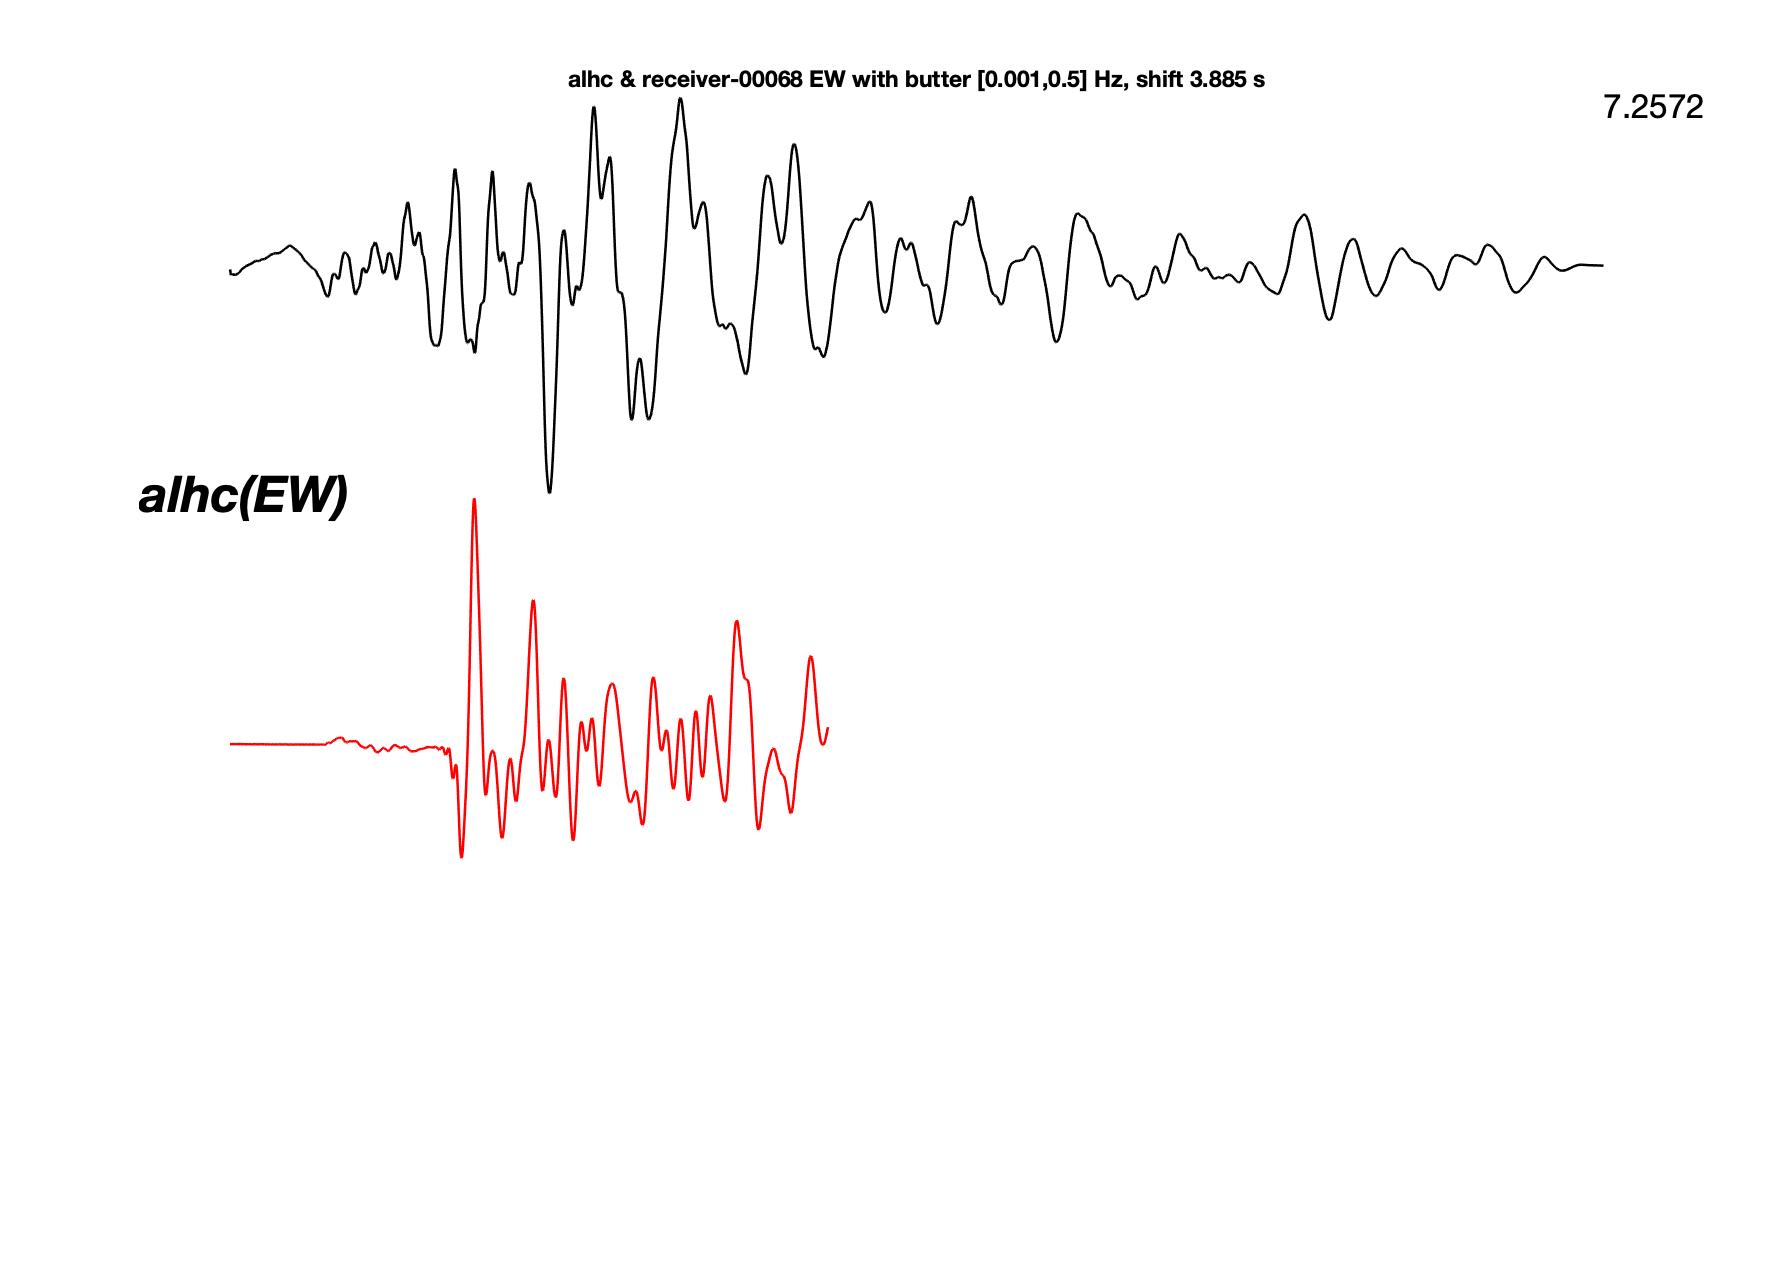 alhc & receiver-00068 EW with butter [0.001,0.5] Hz, shift 3.885 s
7.2572
alhc(EW)